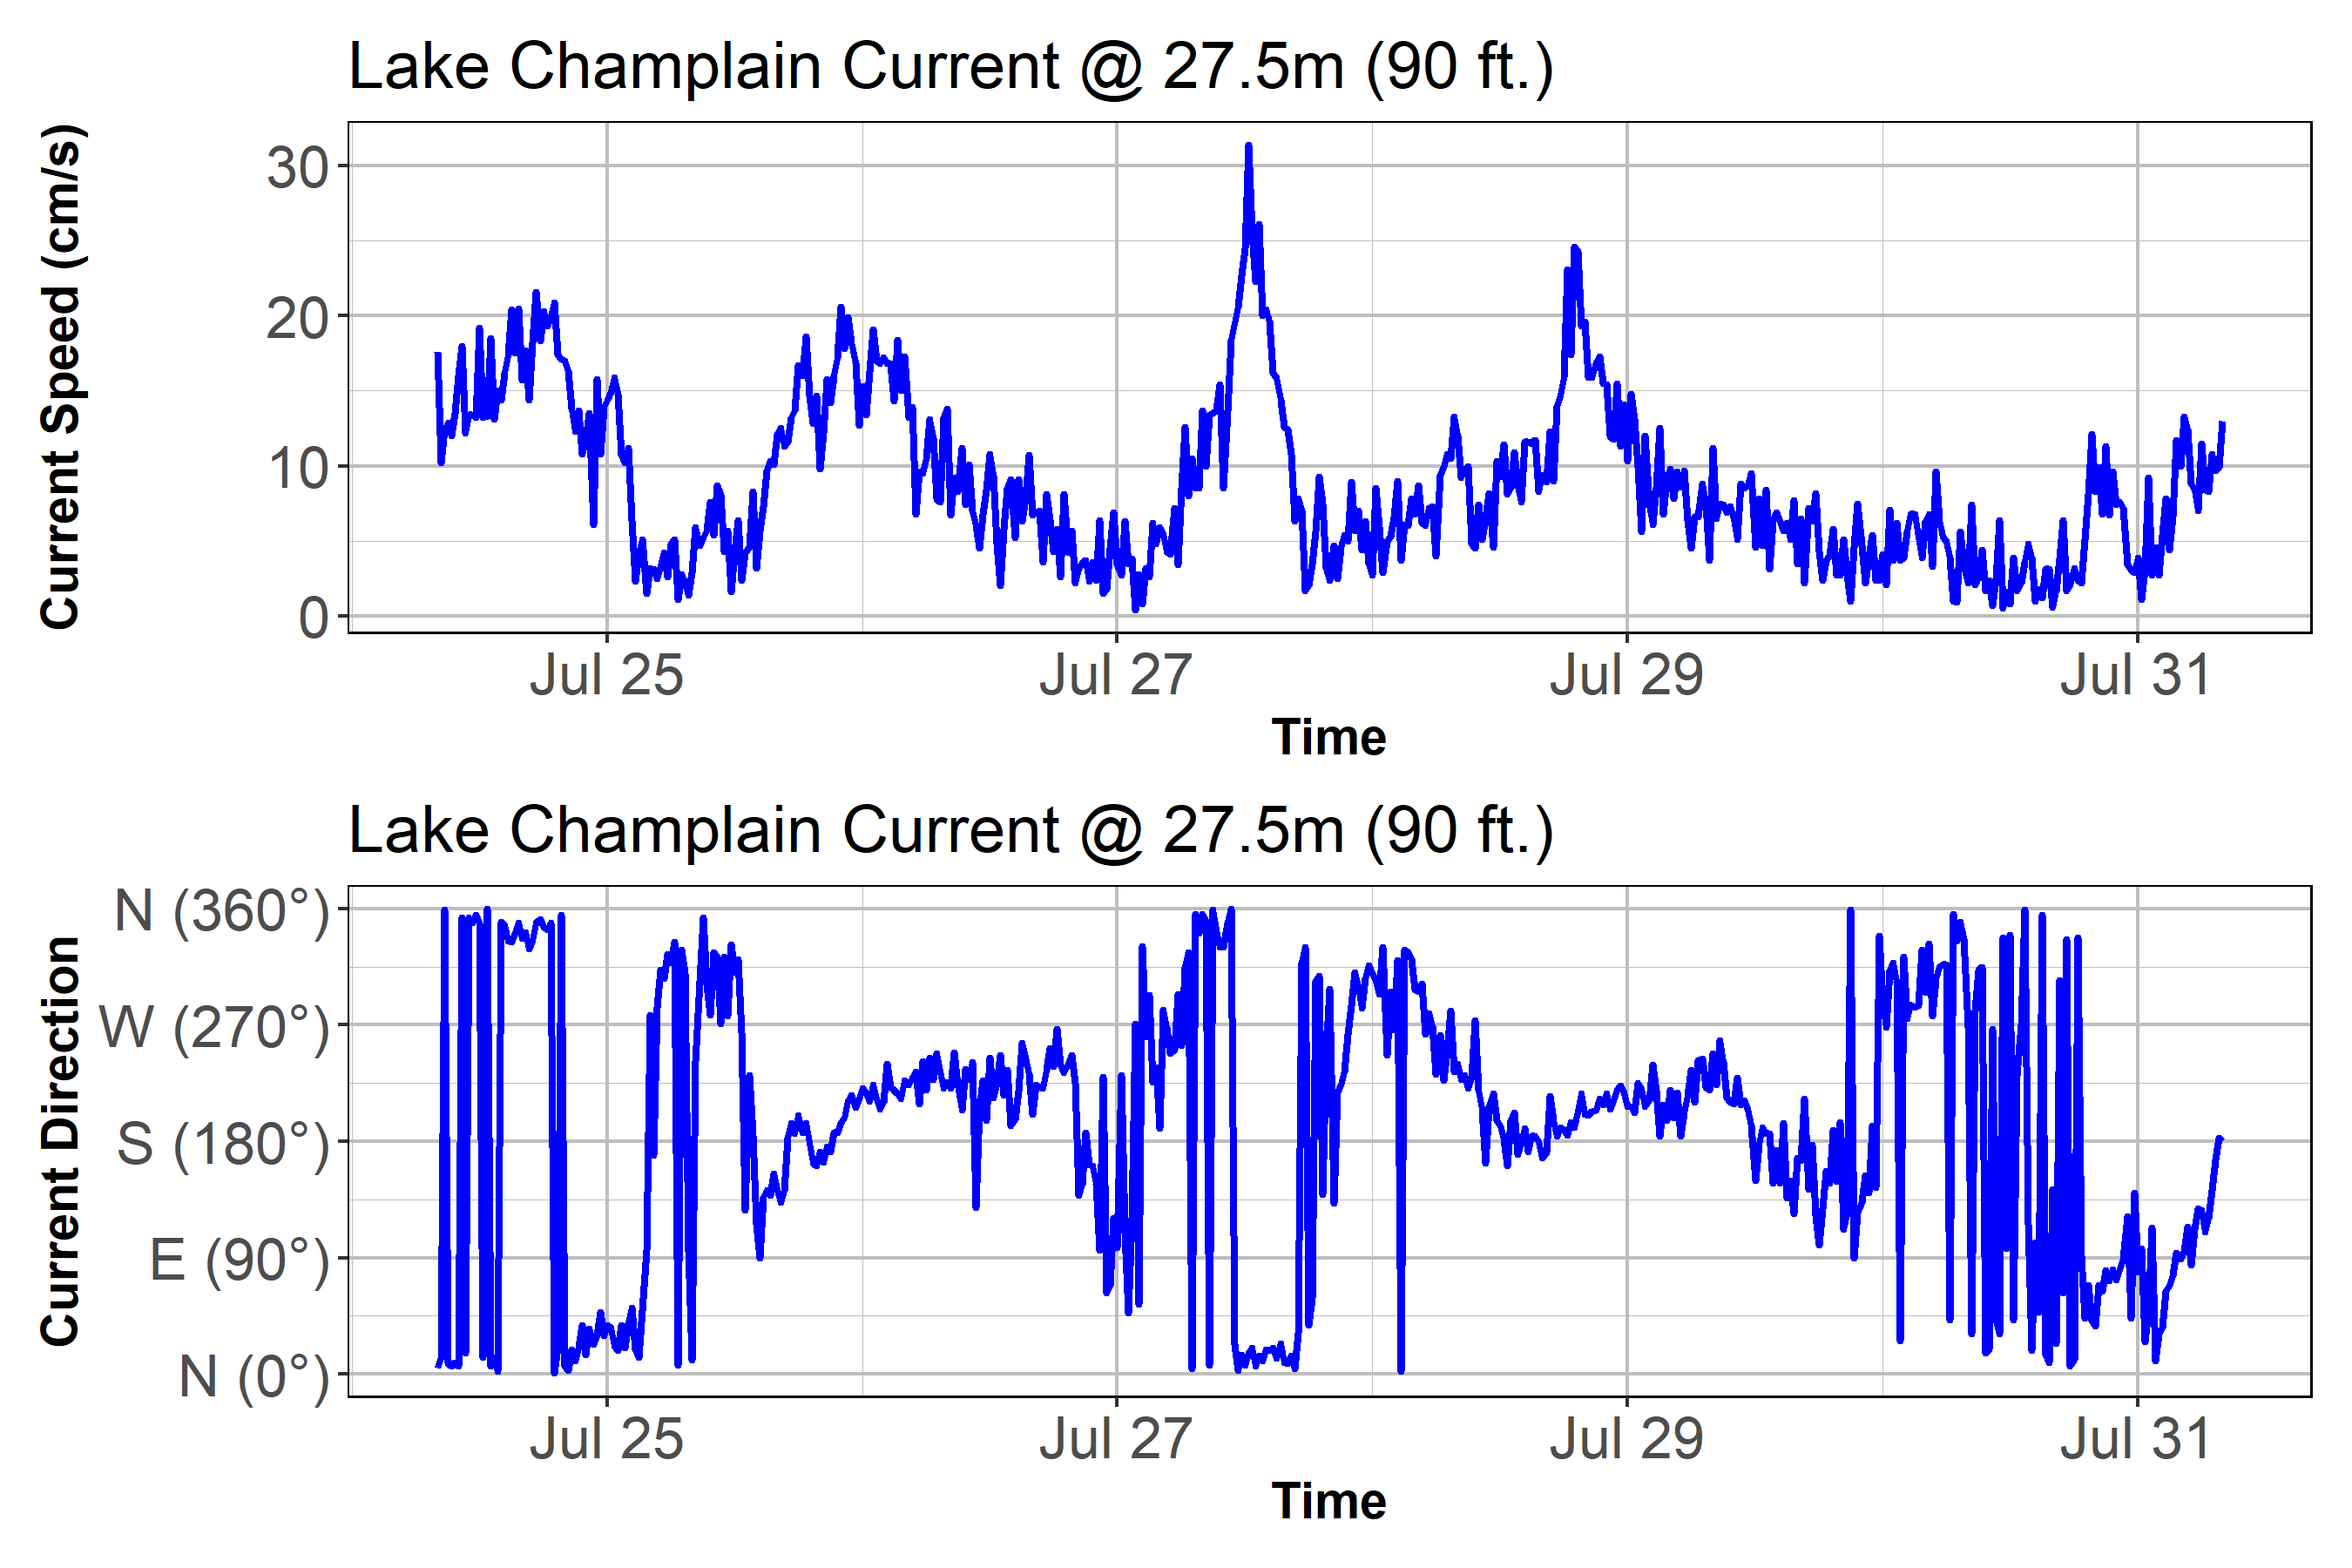 Lake Champlain Current @ 27.5m (90 ft.)
Current Speed (cm/s)
30
20
10
0
Jul 25 Jul 27 Jul 29 Jul 31
Time
Lake Champlain Current @ 27.5m (90 ft.)
Current Direction
N (360°)
W (270°)
S (180°)
E (90°)
N (0°)
Jul 25 Jul 27 Jul 29 Jul 31
Time